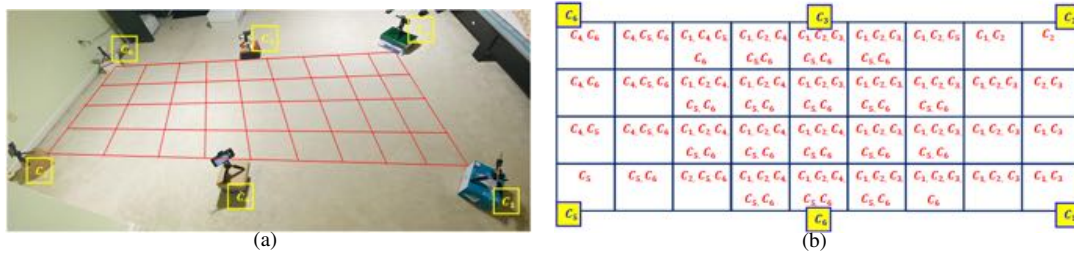 C₆ C₃
C₄, C₆ C₄, C₅, C₆ C₁, C₄, C₅, C₁, C₂, C₄, C₁, C₂, C₃, C₁, C₂, C₃, C₁, C₂, C₅ C₁, C₂ C₂
C₆ C₅, C₆ C₅, C₆ C₅, C₆
C₄, C₆ C₄, C₅, C₆ C₁, C₂, C₄, C₁, C₂, C₄, C₁, C₂, C₃, C₁, C₂, C₃, C₁, C₂, C₃, C₁, C₂, C₃ C₂, C₃
C₅, C₆ C₅, C₆ C₅, C₆ C₅, C₆ C₅, C₆
C₄, C₅ C₄, C₅, C₆ C₁, C₂, C₄, C₁, C₂, C₄, C₁, C₂, C₄, C₁, C₂, C₃, C₁, C₂, C₃, C₁, C₂, C₃ C₁, C₃
C₅, C₆ C₅, C₆ C₅, C₆ C₅, C₆ C₅, C₆
C₅ C₅, C₆ C₂, C₅, C₆ C₁, C₂, C₄, C₁, C₂, C₄, C₁, C₂, C₃, C₁, C₂, C₃, C₁, C₂, C₃ C₁, C₃
C₅, C₆ C₅, C₆ C₅, C₆ C₆
C₅ C₆
(a) (b)